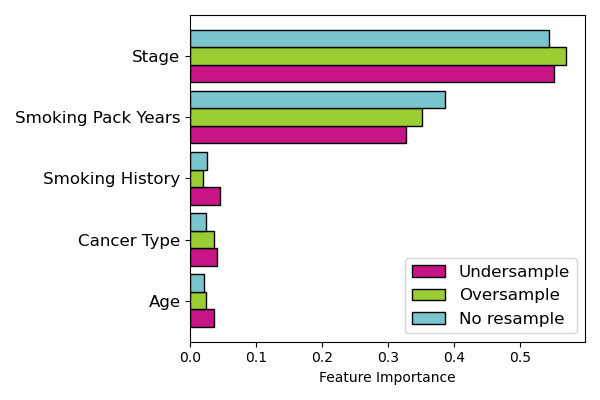 Stage
Smoking Pack Years
Smoking History
Cancer Type
Age
Undersample
Oversample
No resample
0.0 0.1 0.2 0.3 0.4 0.5
Feature Importance